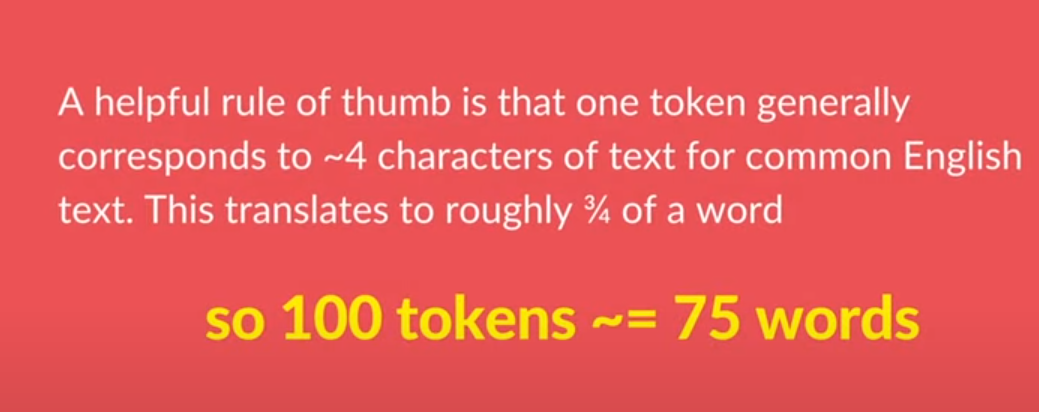 A helpful rule of thumb is that one token generally
corresponds to ~4 characters of text for common English
text. This translates to roughly ¾ of a word
so 100 tokens ~= 75 words